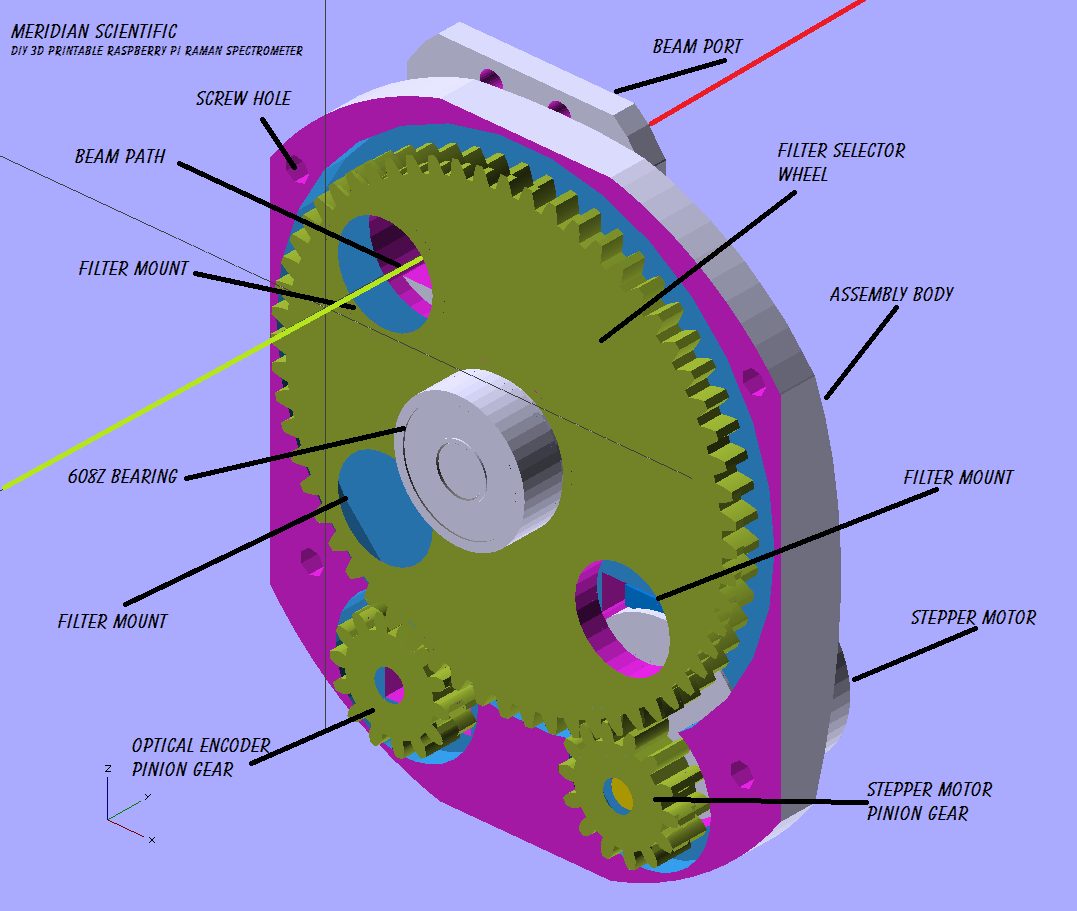 MERIDIAN SCIENTIFIC
DIY 3D PRINTABLE RASPBERRY PI RAMAN SPECTROMETER
BEAM PORT
SCREW HOLE
BEAM PATH
FILTER SELECTOR
WHEEL
FILTER MOUNT
ASSEMBLY BODY
608Z BEARING
FILTER MOUNT
FILTER MOUNT
STEPPER MOTOR
OPTICAL ENCODER
PINION GEAR
STEPPER MOTOR
PINION GEAR
Z
Y
X